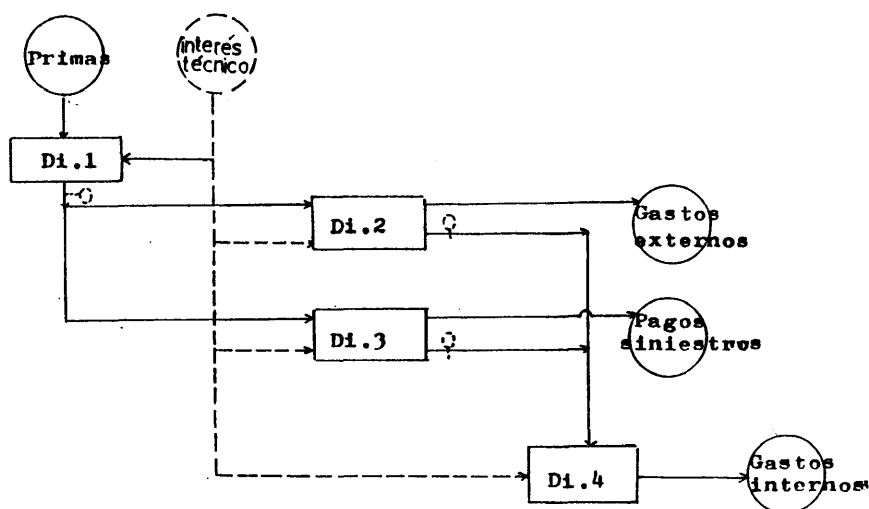 Primas
interés
técnico
Di.1
Di.2
Gastos
externos
Di.3
Pagos
siniestros
Di.4
Gastos
internos